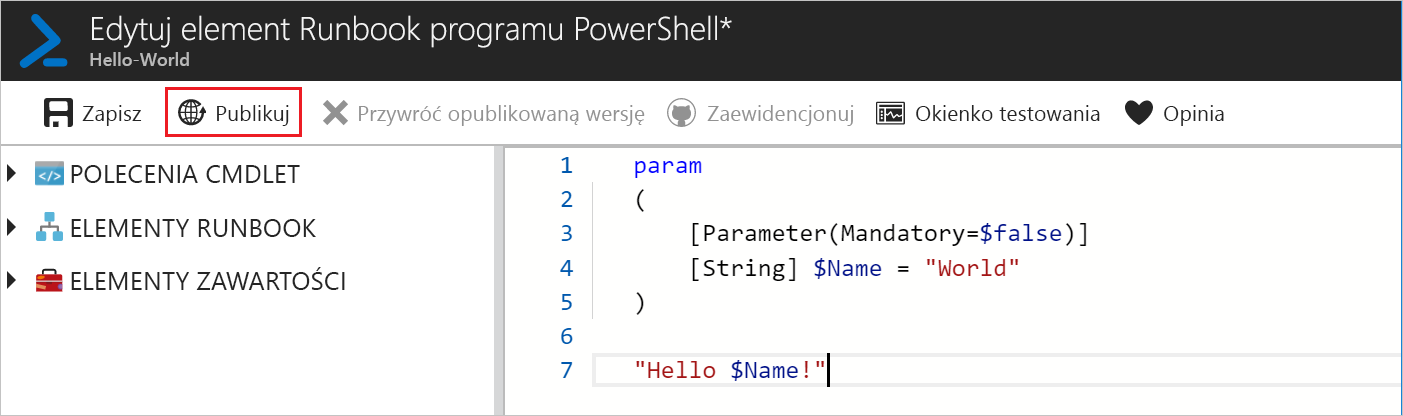 Edytuj element Runbook programu PowerShell*
Hello-World
Zapisz Publikuj Przywróć opublikowaną wersję Zaewidencjonuj Okienko testowania Opinia
POLECENIA CMDLET
ELEMENTY RUNBOOK
ELEMENTY ZAWARTOŚCI
1 param
2 (
3     [Parameter(Mandatory=$false)]
4     [String] $Name = "World"
5 )
6
7 "Hello $Name!"